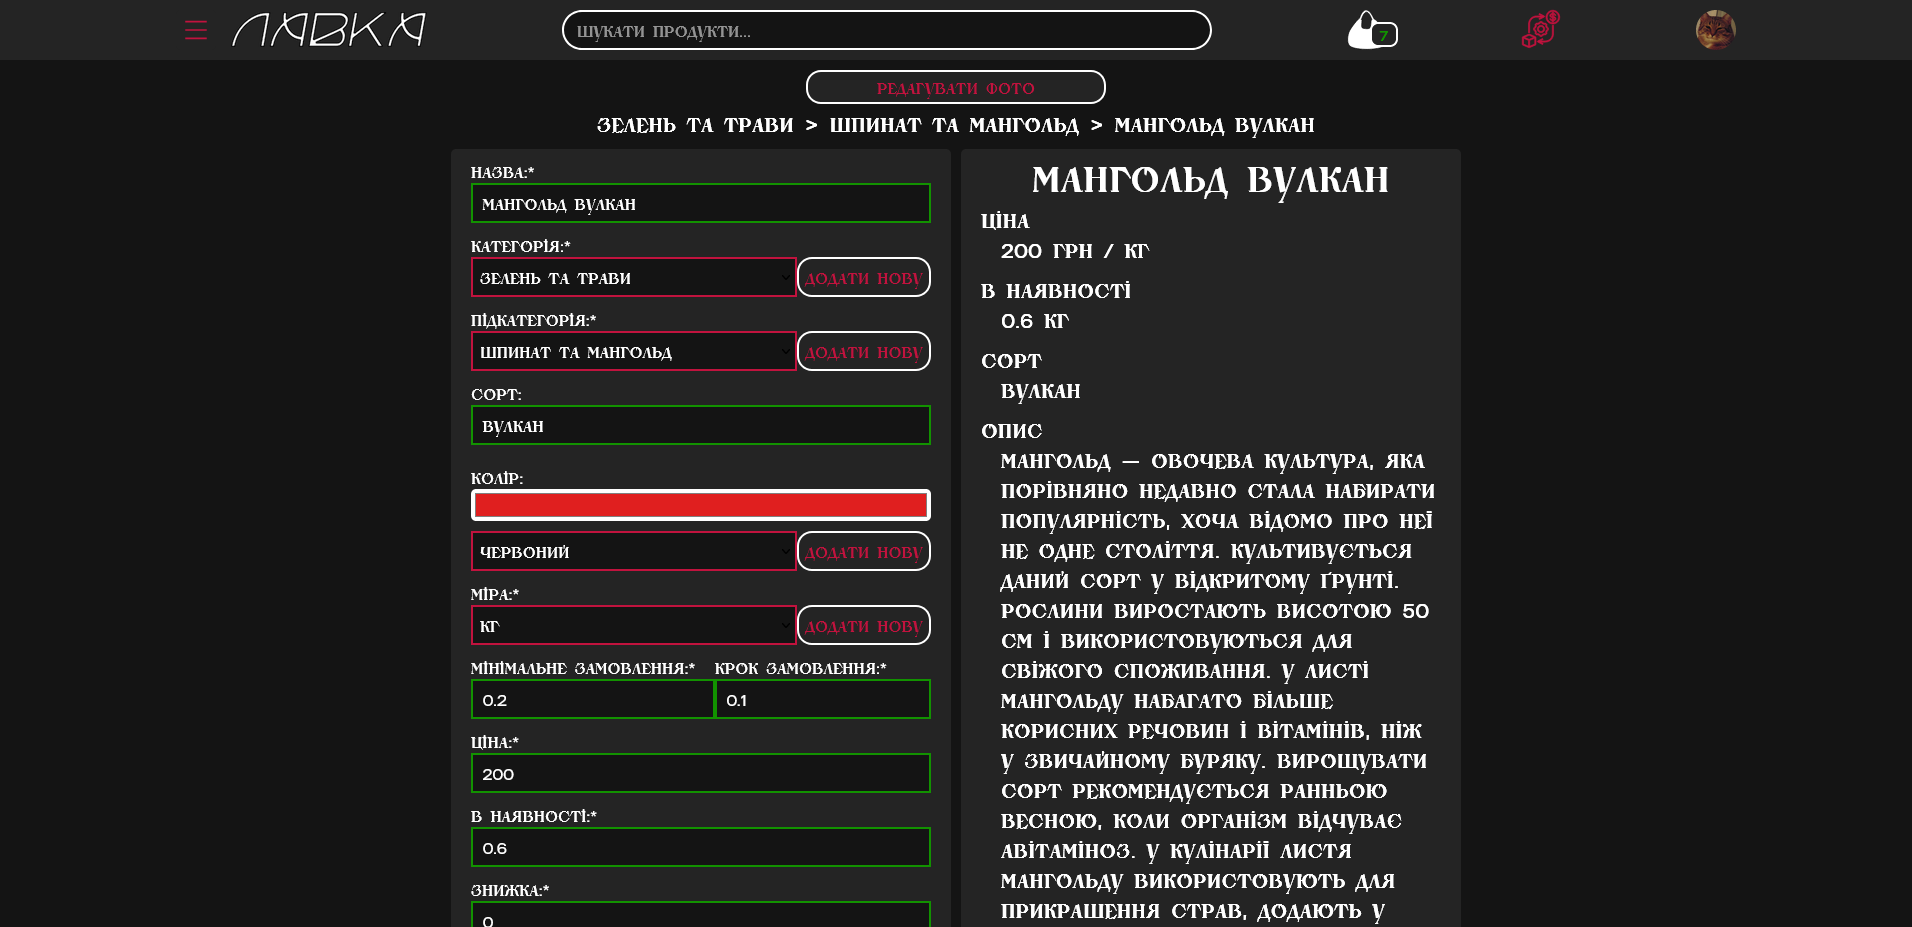 ЛАВКА
ШУКАТИ ПРОДУКТИ...
7
РЕДАГУВАТИ ФОТО
ЗЕЛЕНЬ ТА ТРАВИ > ШПИНАТ ТА МАНГОЛЬД > МАНГОЛЬД ВУЛКАН
НАЗВА:*
МАНГОЛЬД ВУЛКАН
КАТЕГОРІЯ:*
ЗЕЛЕНЬ ТА ТРАВИ
ДОДАТИ НОВУ
ПІДКАТЕГОРІЯ:*
ШПИНАТ ТА МАНГОЛЬД
ДОДАТИ НОВУ
СОРТ:
ВУЛКАН
КОЛІР:
ЧЕРВОНИЙ
ДОДАТИ НОВУ
МІРА:*
КГ
ДОДАТИ НОВУ
МІНІМАЛЬНЕ ЗАМОВЛЕННЯ:*
КРОК ЗАМОВЛЕННЯ:*
0.2
0.1
ЦІНА:*
200
В НАЯВНОСТІ:*
0.6
ЗНИЖКА:*
0
МАНГОЛЬД ВУЛКАН
ЦІНА
200 ГРН / КГ
В НАЯВНОСТІ
0.6 КГ
СОРТ
ВУЛКАН
ОПИС
МАНГОЛЬД — ОВОЧЕВА КУЛЬТУРА, ЯКА
ПОРІВНЯНО НЕДАВНО СТАЛА НАБИРАТИ
ПОПУЛЯРНІСТЬ, ХОЧА ВІДОМО ПРО НЕЇ
НЕ ОДНЕ СТОЛІТТЯ. КУЛЬТИВУЄТЬСЯ
ДАНИЙ СОРТ У ВІДКРИТОМУ ҐРУНТІ.
РОСЛИНИ ВИРОСТАЮТЬ ВИСОТОЮ 50
СМ І ВИКОРИСТОВУЮТЬСЯ ДЛЯ
СВІЖОГО СПОЖИВАННЯ. У ЛИСТІ
МАНГОЛЬДУ НАБАГАТО БІЛЬШЕ
КОРИСНИХ РЕЧОВИН І ВІТАМІНІВ, НІЖ
У ЗВИЧАЙНОМУ БУРЯКУ. ВИРОЩУВАТИ
СОРТ РЕКОМЕНДУЄТЬСЯ РАННЬОЮ
ВЕСНОЮ, КОЛИ ОРГАНІЗМ ВІДЧУВАЄ
АВІТАМІНОЗ. У КУЛІНАРІЇ ЛИСТЯ
МАНГОЛЬДУ ВИКОРИСТОВУЮТЬ ДЛЯ
ПРИКРАШЕННЯ СТРАВ, ДОДАЮТЬ У